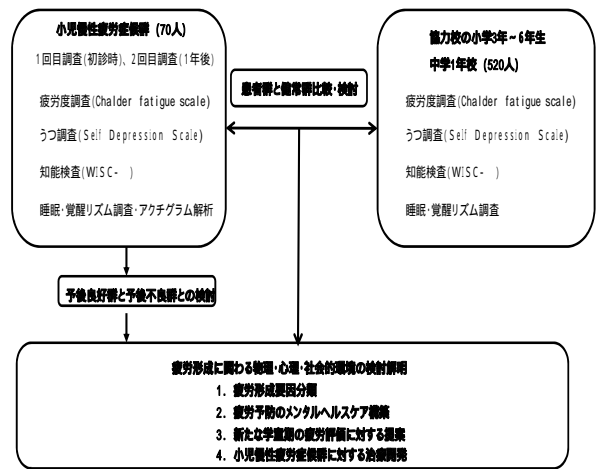 小児慢性疲労症候群 (70人)
1回目調査(初診時)、2回目調査(1年後)
疲労度調査(Chalder fatigue scale)
うつ調査(Self Depression Scale)
知能検査(WISC- )
睡眠・覚醒リズム調査・アクチグラム解析
患者群と健常群比較・検討
協力校の小学3年～6年生
中学1年校 (520人)
疲労度調査(Chalder fatigue scale)
うつ調査(Self Depression Scale)
知能検査(WISC- )
睡眠・覚醒リズム調査
予後良好群と予後不良群との検討
疲労形成に関わる物理・心理・社会的環境の検討解明
1. 疲労形成要因分類
2. 疲労予防のメンタルヘルスケア構築
3. 新たな学童期の疲労評価に対する提案
4. 小児慢性疲労症候群に対する治療開発